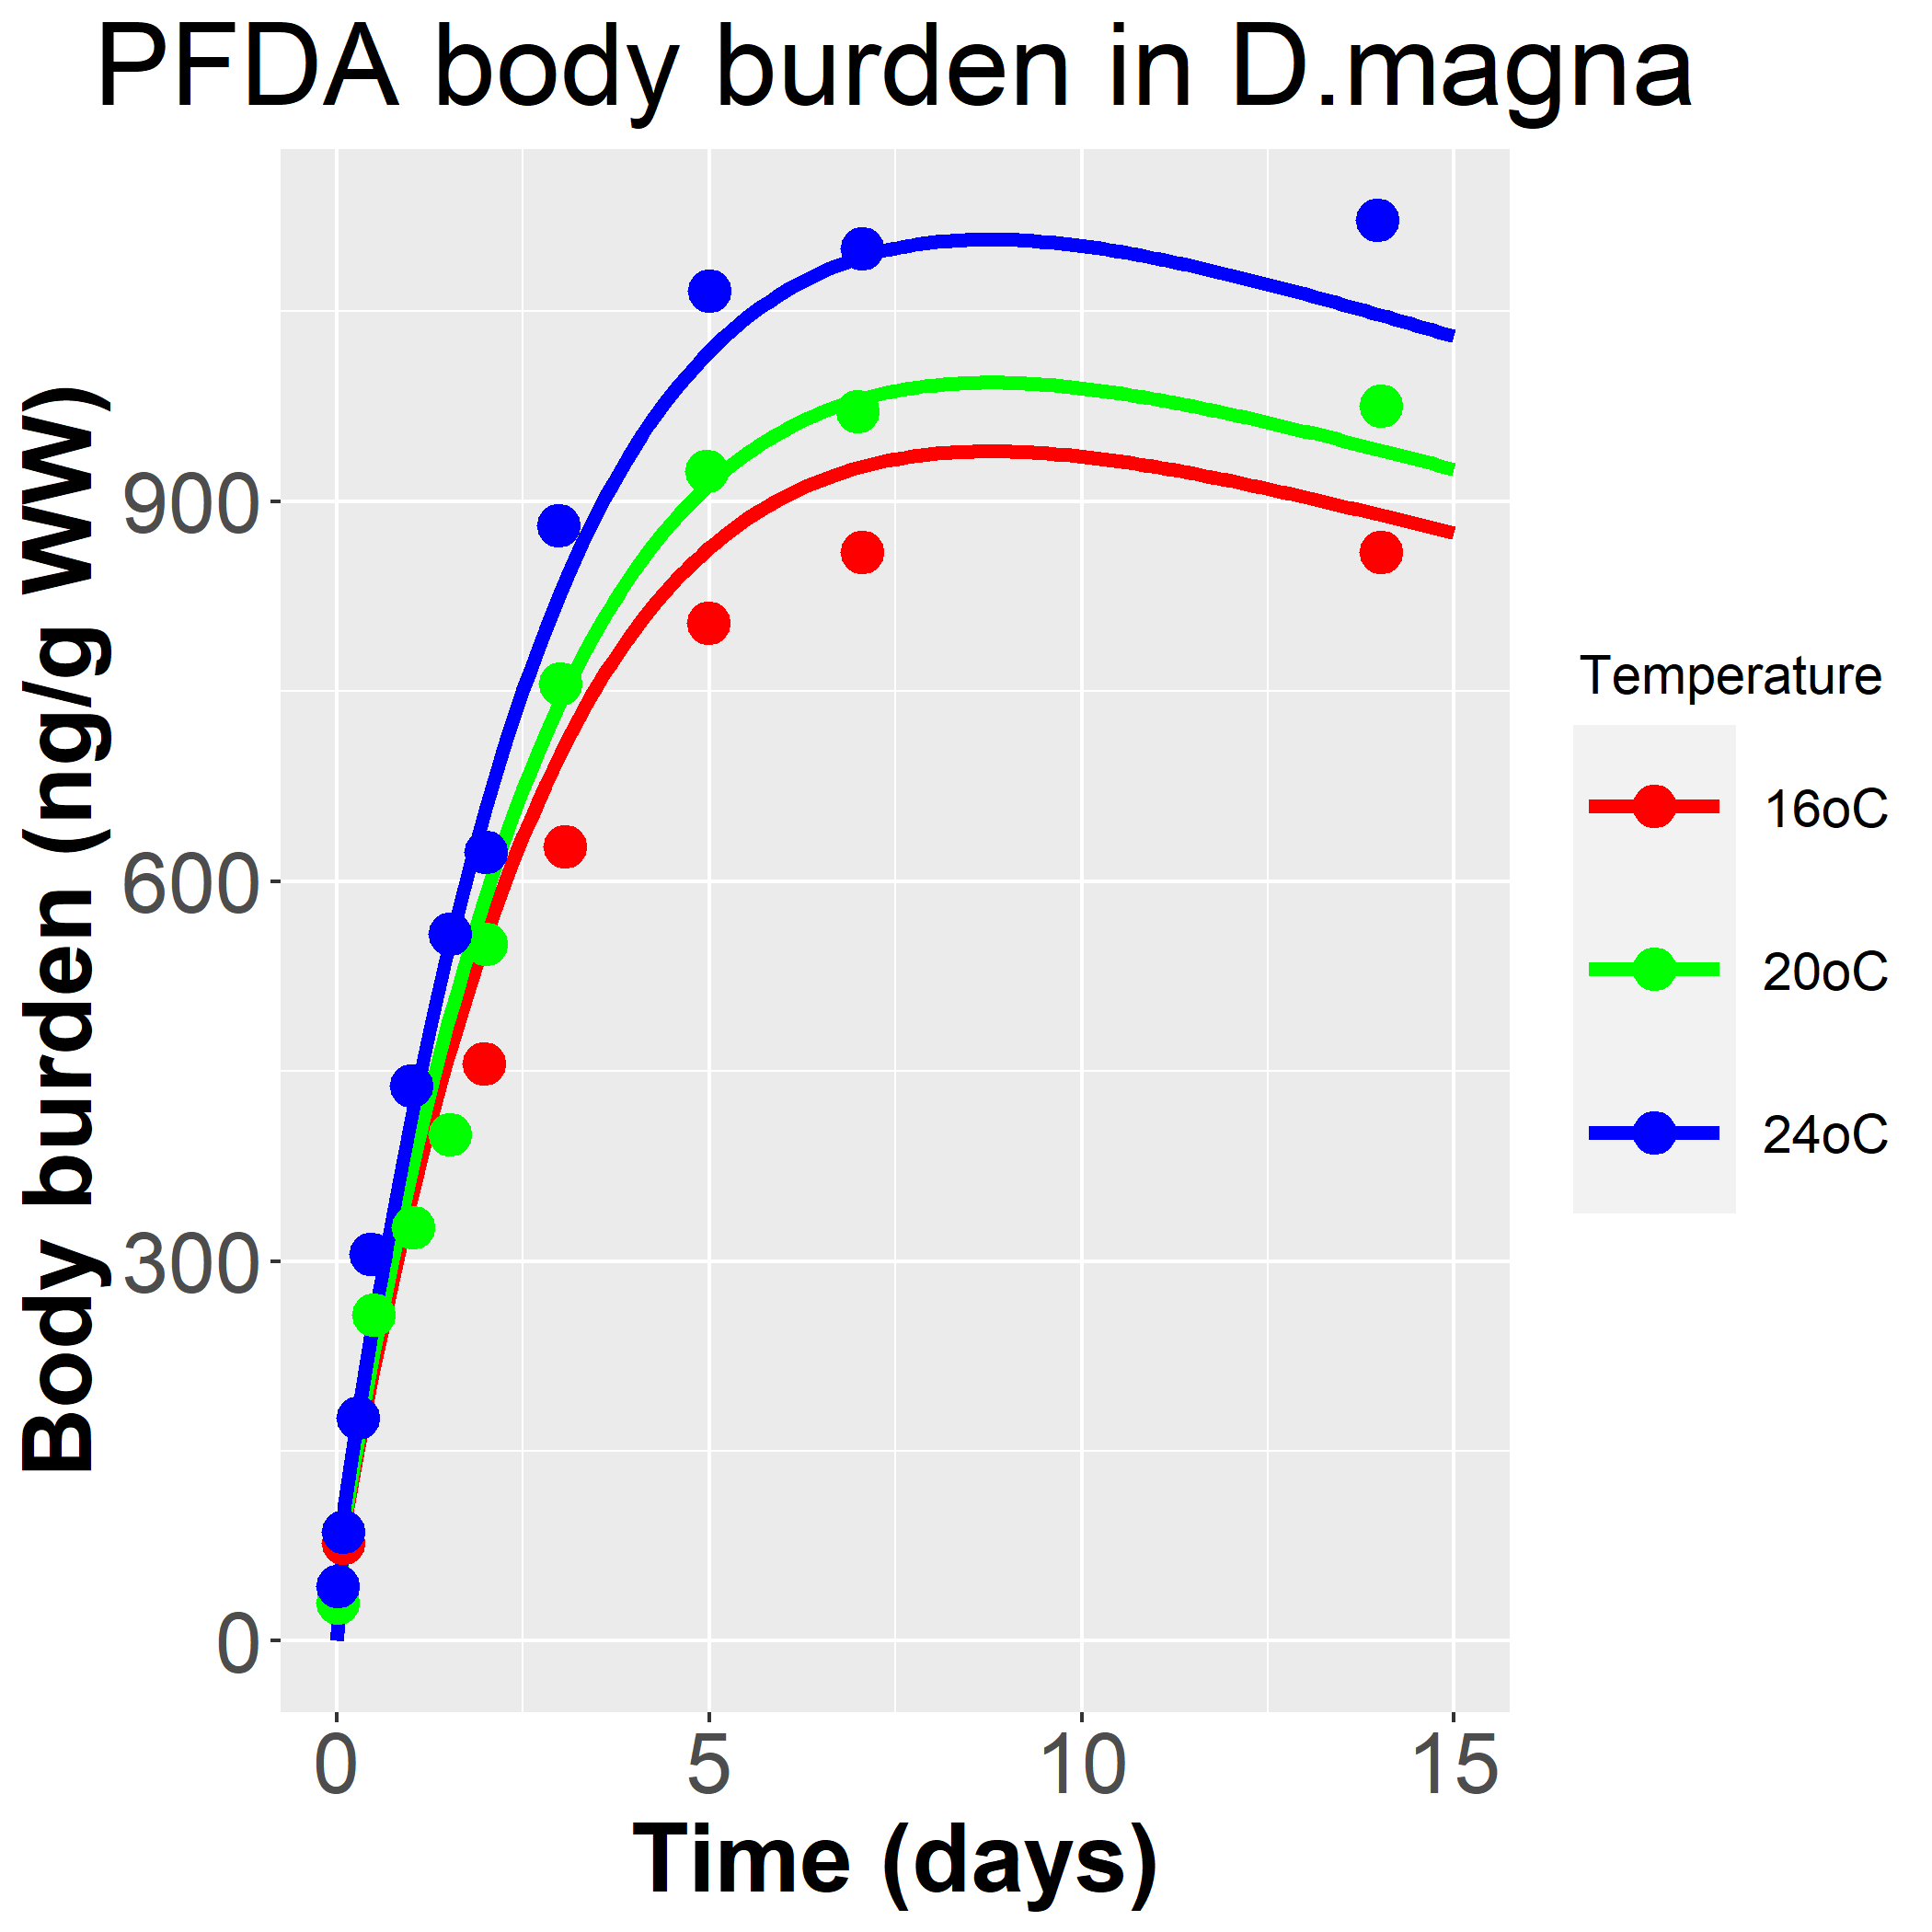 PFDA body burden in D.magna
Body burden (ng/g WW)
900
600
300
0
0 5 10 15
Time (days)
Temperature
16oC
20oC
24oC